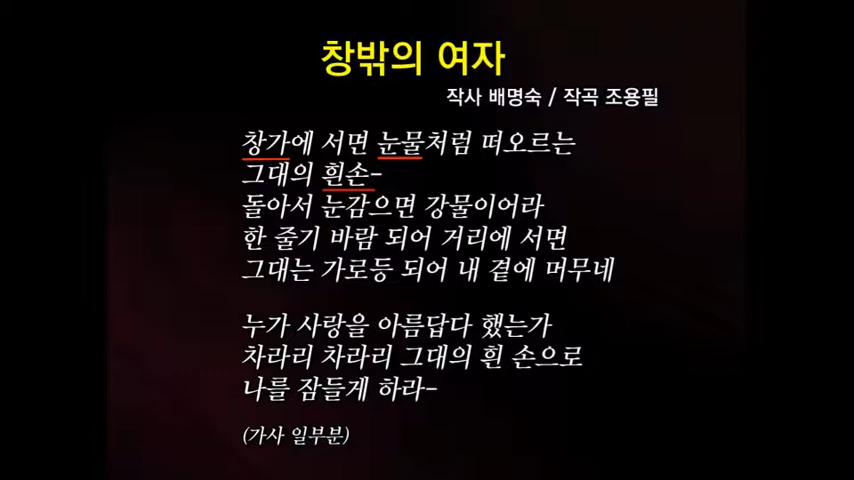 창밖의 여자
작사 배명숙 / 작곡 조용필
창가에 서면 눈물처럼 떠오르는
그대의 흰손-
돌아서 눈감으면 강물이어라
한 줄기 바람 되어 거리에 서면
그대는 가로등 되어 내 곁에 머무네
누가 사랑을 아름답다 했는가
차라리 차라리 그대의 흰 손으로
나를 잠들게 하라-
(가사 일부분)